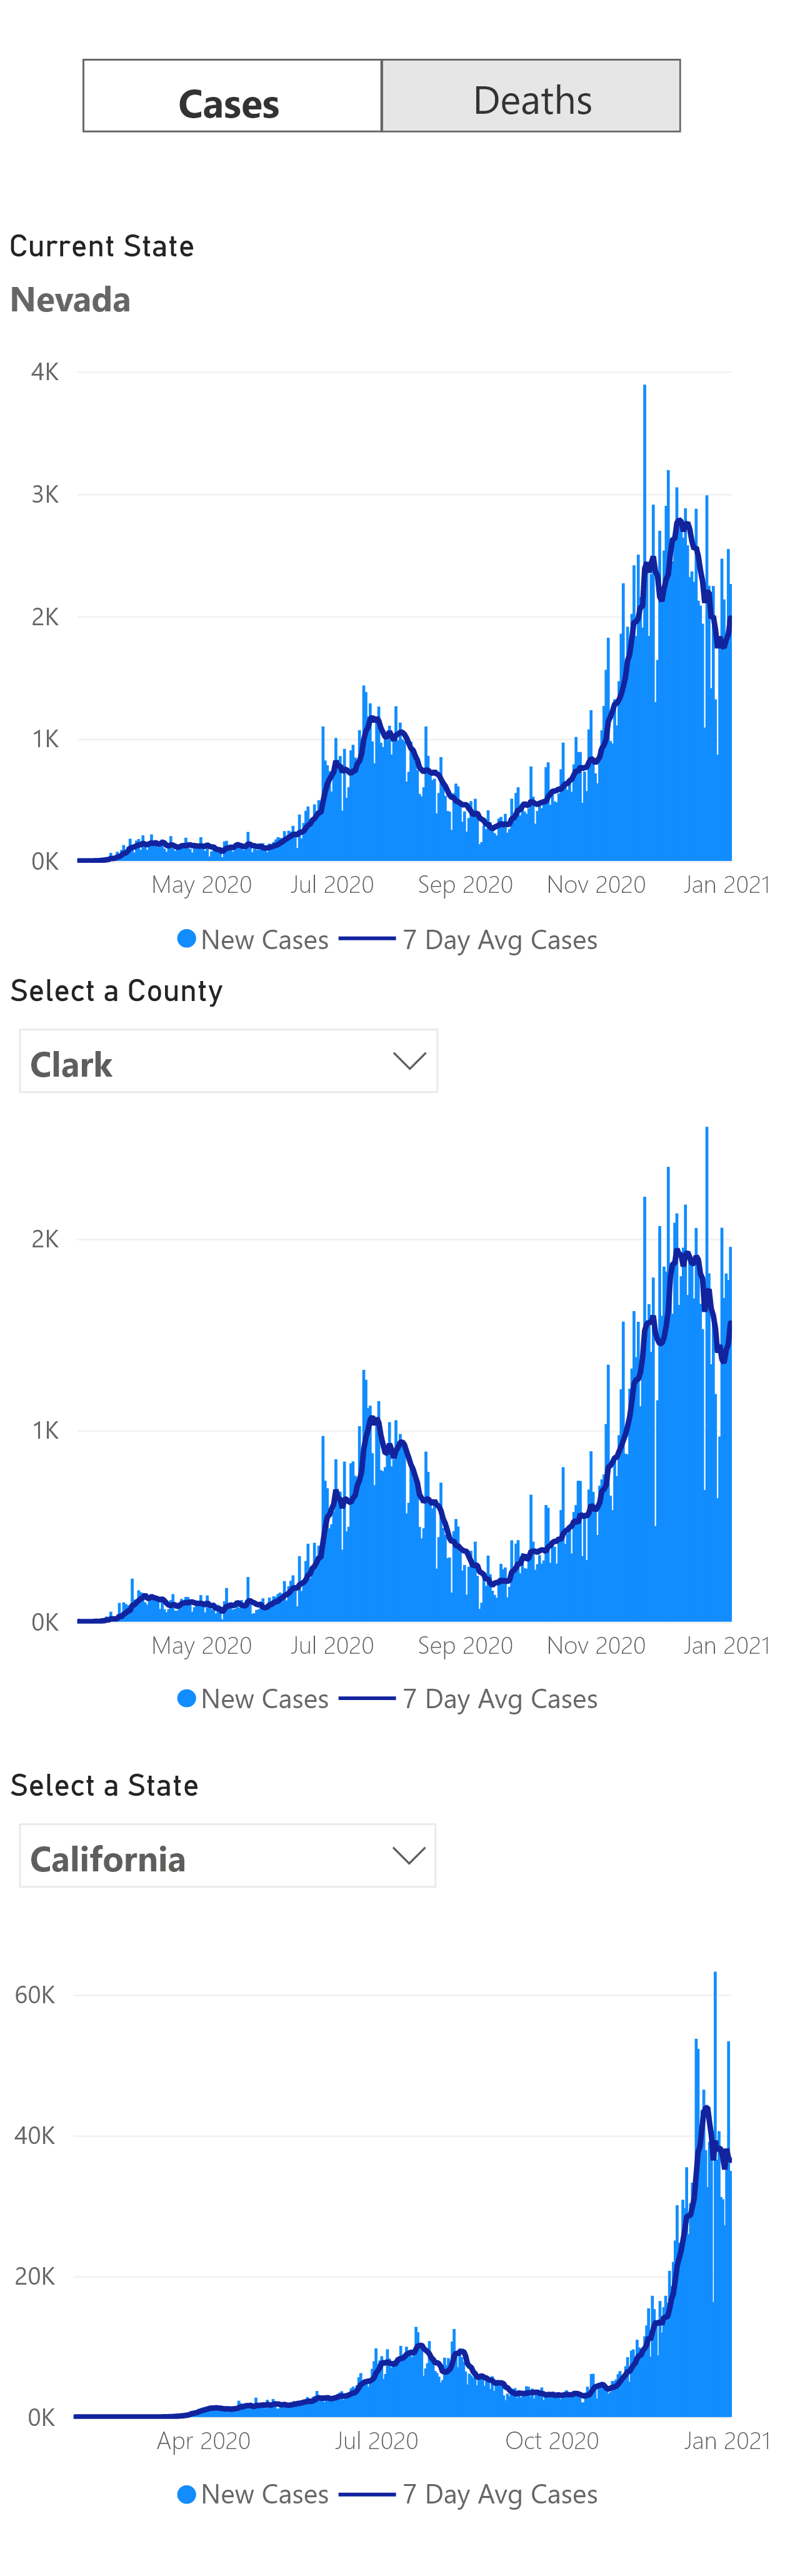 Cases Deaths
Current State
Nevada
4K
3K
2K
1K
0K
May 2020 Jul 2020 Sep 2020 Nov 2020 Jan 2021
New Cases 7 Day Avg Cases
Select a County
Clark
2K
1K
0K
May 2020 Jul 2020 Sep 2020 Nov 2020 Jan 2021
New Cases 7 Day Avg Cases
Select a State
California
60K
40K
20K
0K
Apr 2020 Jul 2020 Oct 2020 Jan 2021
New Cases 7 Day Avg Cases